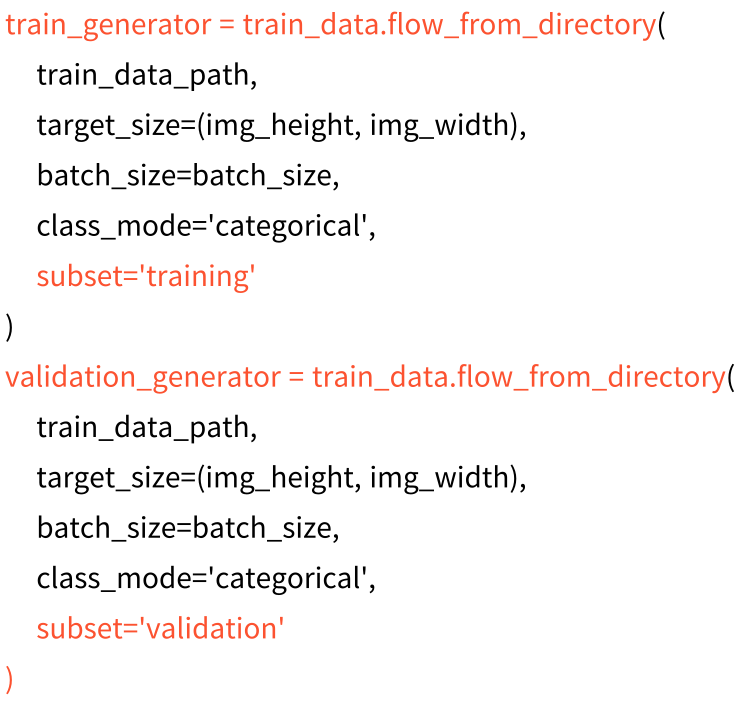 train_generator = train_data.flow_from_directory(
train_data_path,
target_size=(img_height, img_width),
batch_size=batch_size,
class_mode='categorical',
subset='training'
)
validation_generator = train_data.flow_from_directory(
train_data_path,
target_size=(img_height, img_width),
batch_size=batch_size,
class_mode='categorical',
subset='validation'
)